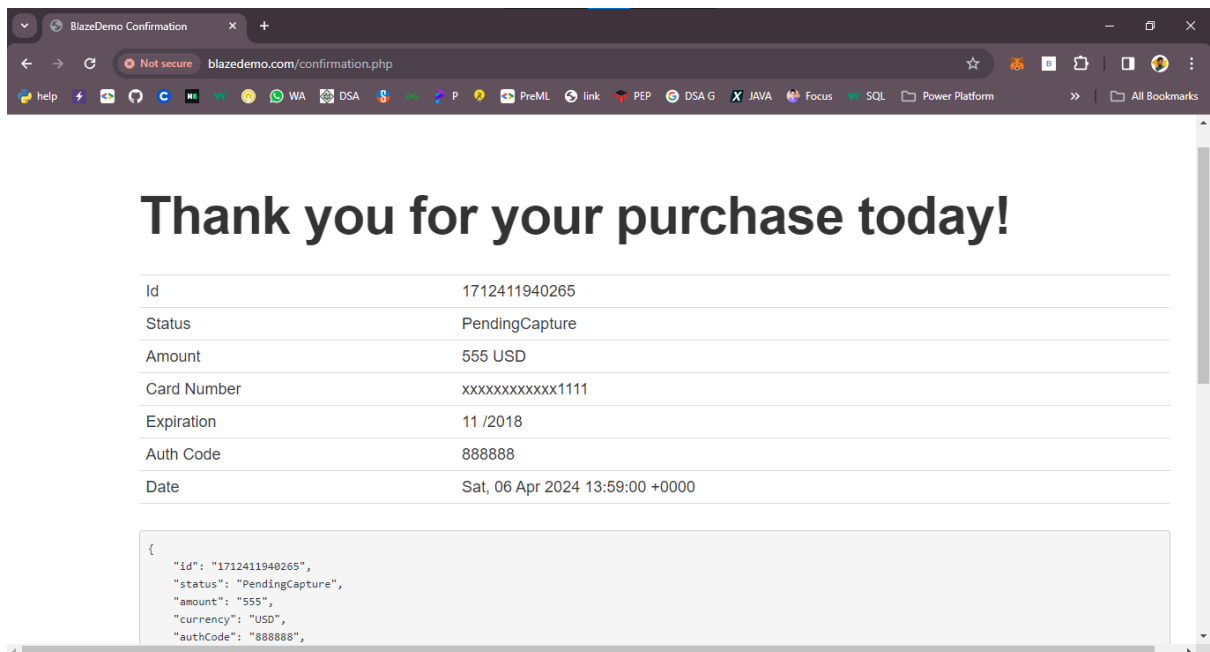 BlazeDemo Confirmation
Not secure blazedemo.com/confirmation.php
help WA DSA P PreML link PEP DSA G JAVA Focus SQL Power Platform » All Bookmarks
Thank you for your purchase today!
Id 1712411940265
Status PendingCapture
Amount 555 USD
Card Number xxxxxxxxxxxx1111
Expiration 11 /2018
Auth Code 888888
Date Sat, 06 Apr 2024 13:59:00 +0000
{
"id": "1712411940265",
"status": "PendingCapture",
"amount": "555",
"currency": "USD",
"authCode": "888888",